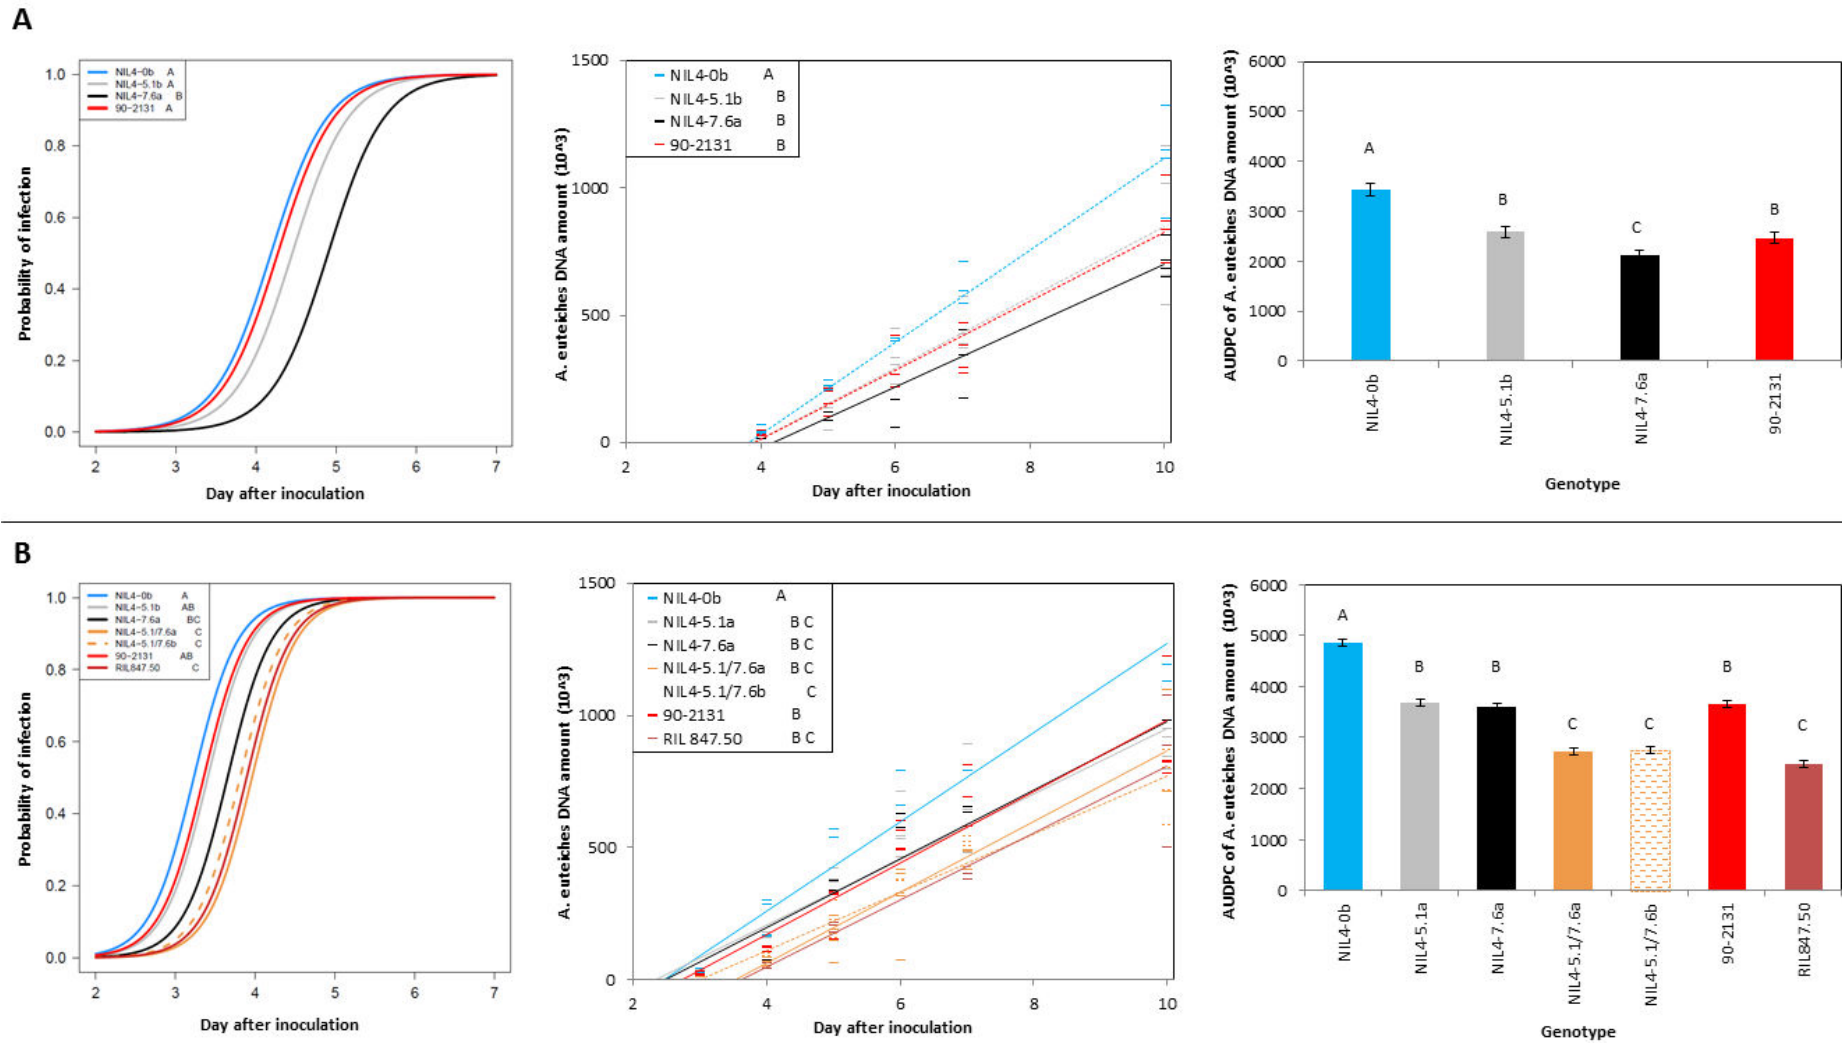 A
Probability of infection
1.0
0.8
0.6
0.4
0.2
0.0
NIL4-0b A
NIL4-5.1b A
NIL4-7.6a B
90-2131 A
2 3 4 5 6 7
Day after inoculation
A. euteiches DNA amount (10^3)
1500
1000
500
0
NIL4-0b A
NIL4-5.1b B
NIL4-7.6a B
90-2131 B
2 4 6 8 10
Day after inoculation
AUDPC of A. euteiches DNA amount (10^3)
6000
5000
4000
3000
2000
1000
0
A
B
C
B
NIL4-0b
NIL4-5.1b
NIL4-7.6a
90-2131
Genotype
B
Probability of infection
1.0
0.8
0.6
0.4
0.2
0.0
NIL4-0b A
NIL4-5.1b AB
NIL4-7.6a BC
NIL4-5.1/7.6a C
NIL4-5.1/7.6b C
90-2131 AB
RIL847.50 C
2 3 4 5 6 7
Day after inoculation
A. euteiches DNA amount (10^3)
1500
1000
500
0
NIL4-0b A
NIL4-5.1a B C
NIL4-7.6a B C
NIL4-5.1/7.6a B C
NIL4-5.1/7.6b C
90-2131 B
RIL 847.50 B C
2 4 6 8 10
Day after inoculation
AUDPC of A. euteiches DNA amount (10^3)
6000
5000
4000
3000
2000
1000
0
A
B
B
C
C
B
C
NIL4-0b
NIL4-5.1a
NIL4-7.6a
NIL4-5.1/7.6a
NIL4-5.1/7.6b
90-2131
RIL847.50
Genotype